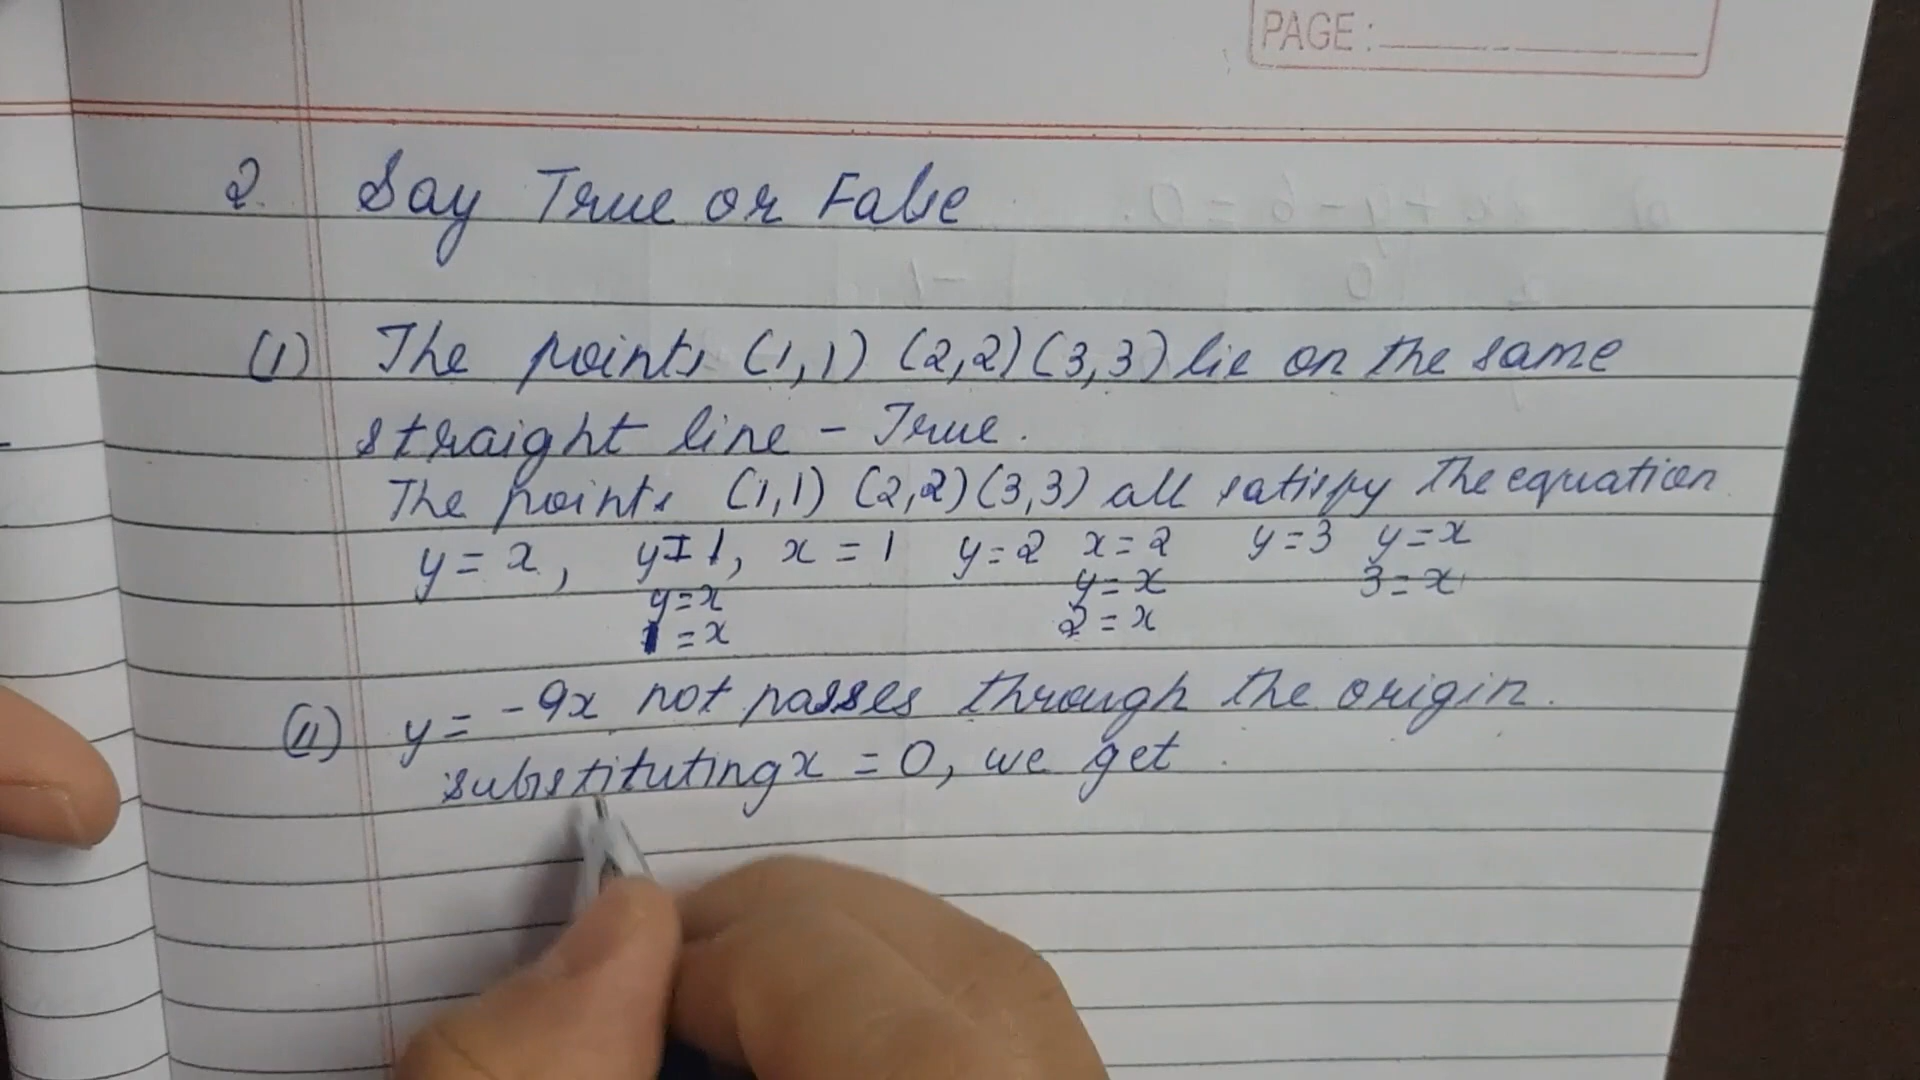 PAGE :
2. Say True or False
(i) The points (1,1) (2,2) (3,3) lie on the same
straight line - True.
The points (1,1) (2,2) (3,3) all satisfy the equation
y = x, y=1, x = 1 y=2 x=2 y=3 y=x
y=x y=x 3=x
1=x 2=x
(ii) y = -9x not passes through the origin.
substituting x = 0, we get